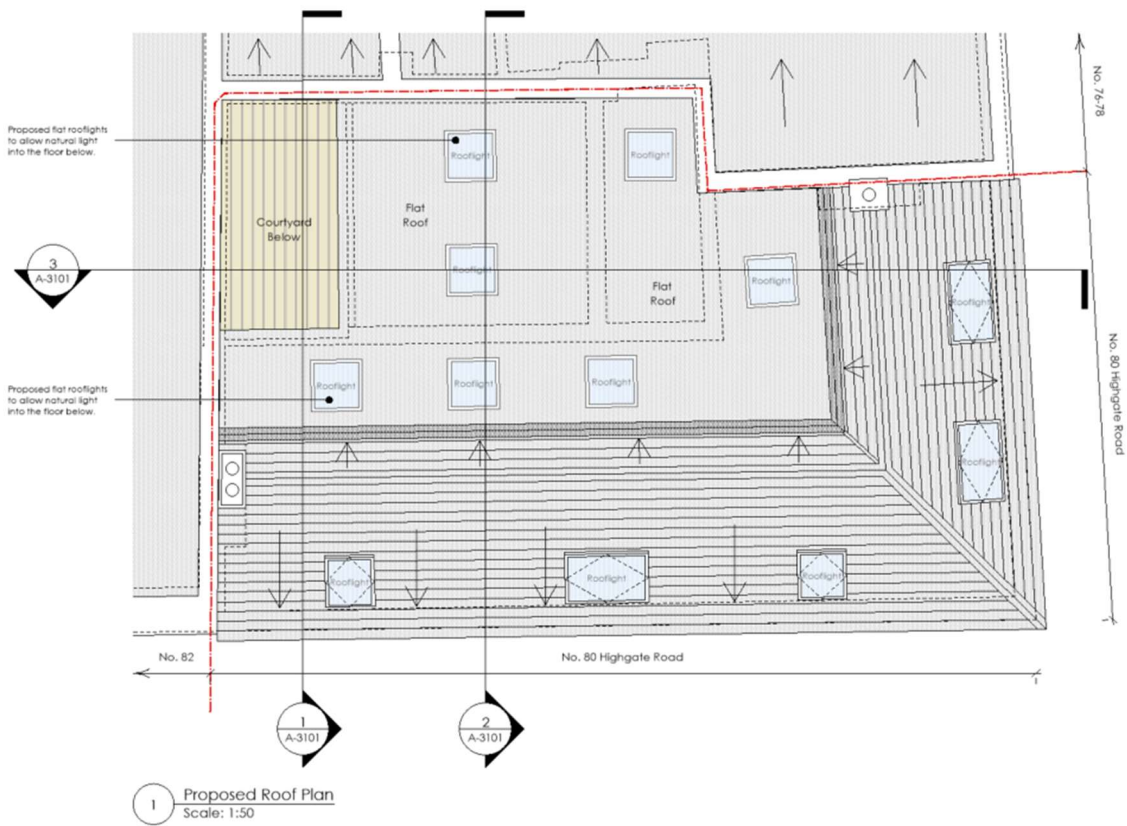 No. 76-78
Proposed flat rooflights
to allow natural light
into the floor below.
Rooflight
Rooflight
Flat
Roof
Courtyard
Below
3
A-3101
Rooflight
Rooflight
Flat
Roof
Rooflight
No. 80 Highgate Road
Proposed flat rooflights
to allow natural light
into the floor below.
Rooflight
Rooflight
Rooflight
Rooflight
Rooflight
Rooflight
Rooflight
No. 82
No. 80 Highgate Road
1
A-3101
2
A-3101
1
Proposed Roof Plan
Scale: 1:50